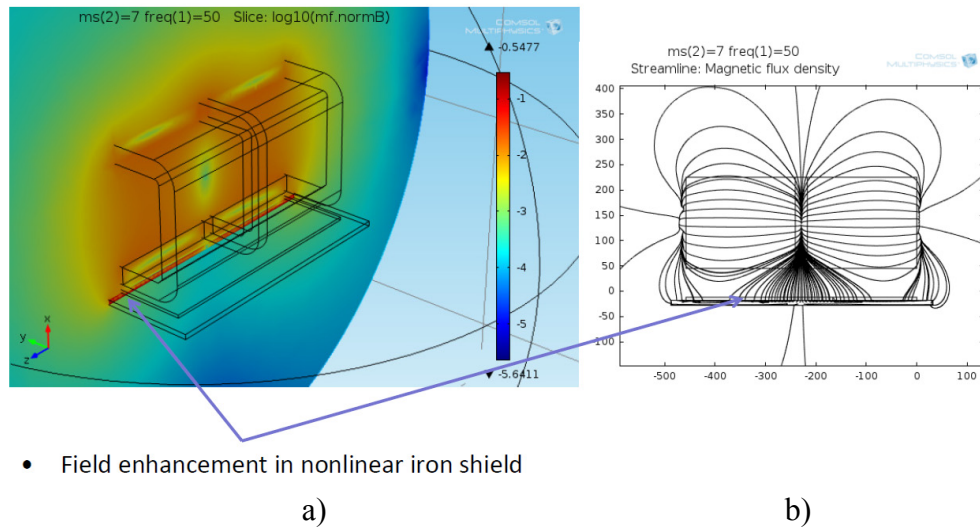 ms(2)=7 freq(1)=50 Slice: log10(mf.normB)
COMSOL
MULTIPHYSICS
-0.5477
-1
-2
-3
-4
-5
-5.6411
x
y
z
ms(2)=7 freq(1)=50
Streamline: Magnetic flux density
COMSOL
MULTIPHYSICS
400
350
300
250
200
150
100
50
0
-50
-100
-500 -400 -300 -200 -100 0 100
• Field enhancement in nonlinear iron shield
a) b)